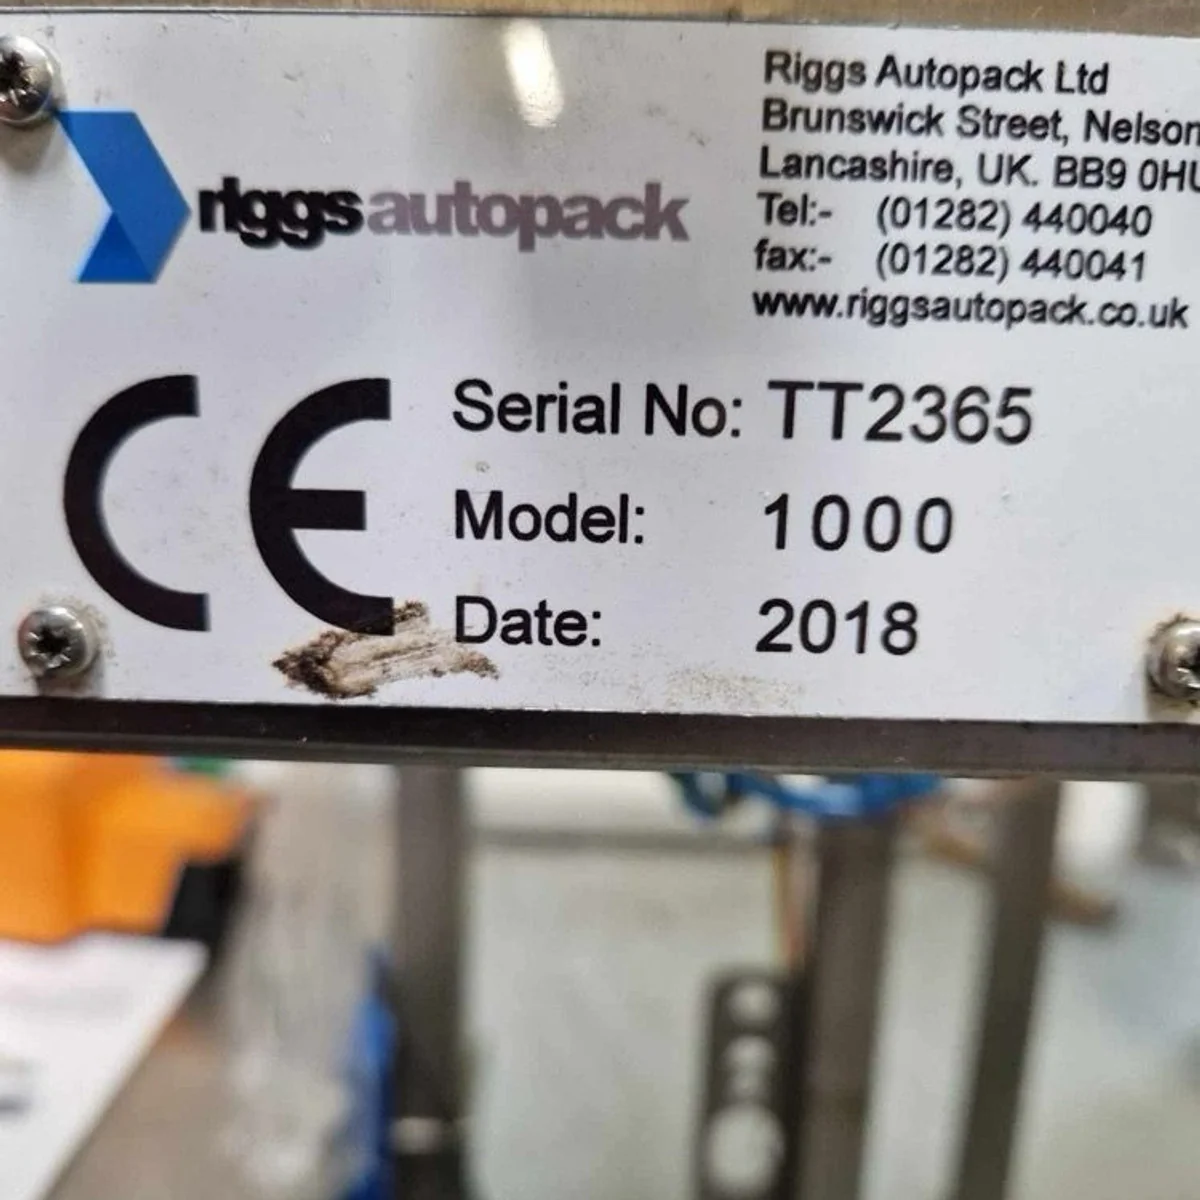 riggsautopack
Riggs Autopack Ltd
Brunswick Street, Nelson
Lancashire, UK. BB9 0HU
Tel:- (01282) 440040
fax:- (01282) 440041
www.riggsautopack.co.uk
CE
Serial No: TT2365
Model: 1000
Date: 2018